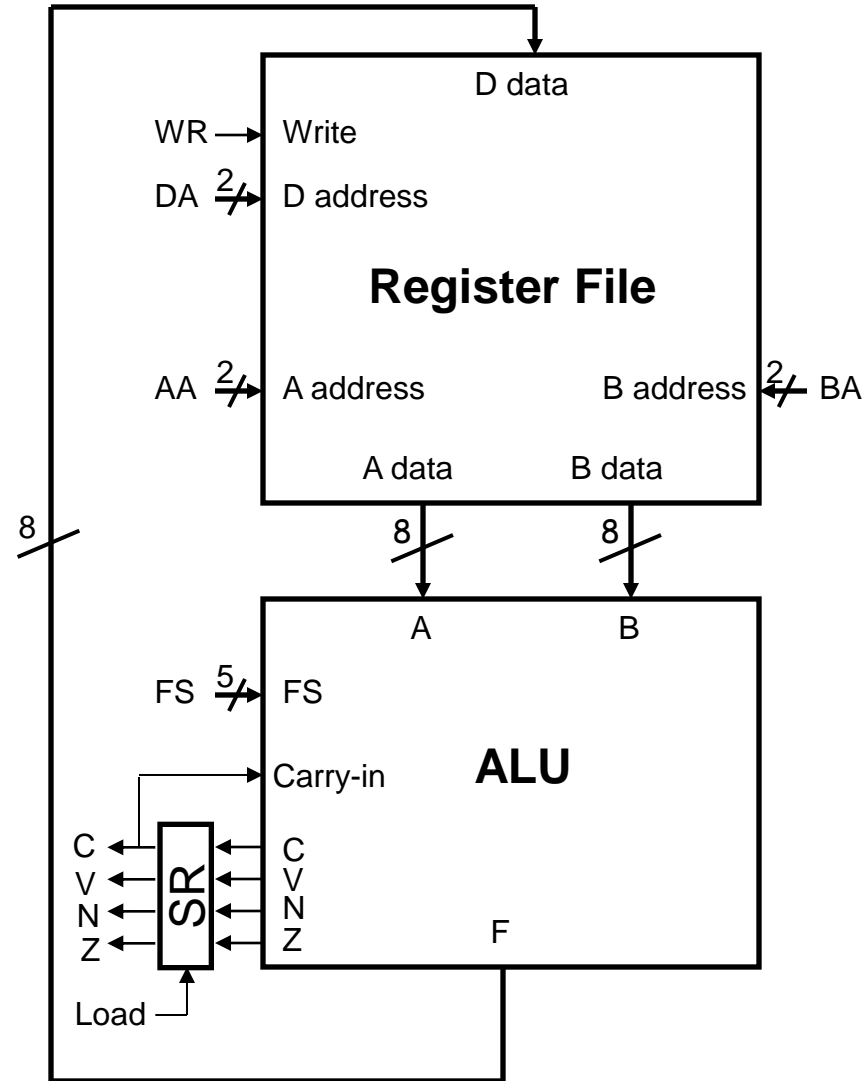 D data
WR Write
2
DA D address
Register File
2 2
AA A address B address BA
A data B data
8 8 8
A B
5
FS FS
Carry-in ALU
C C
V V
SR
N N
Z Z
F
Load